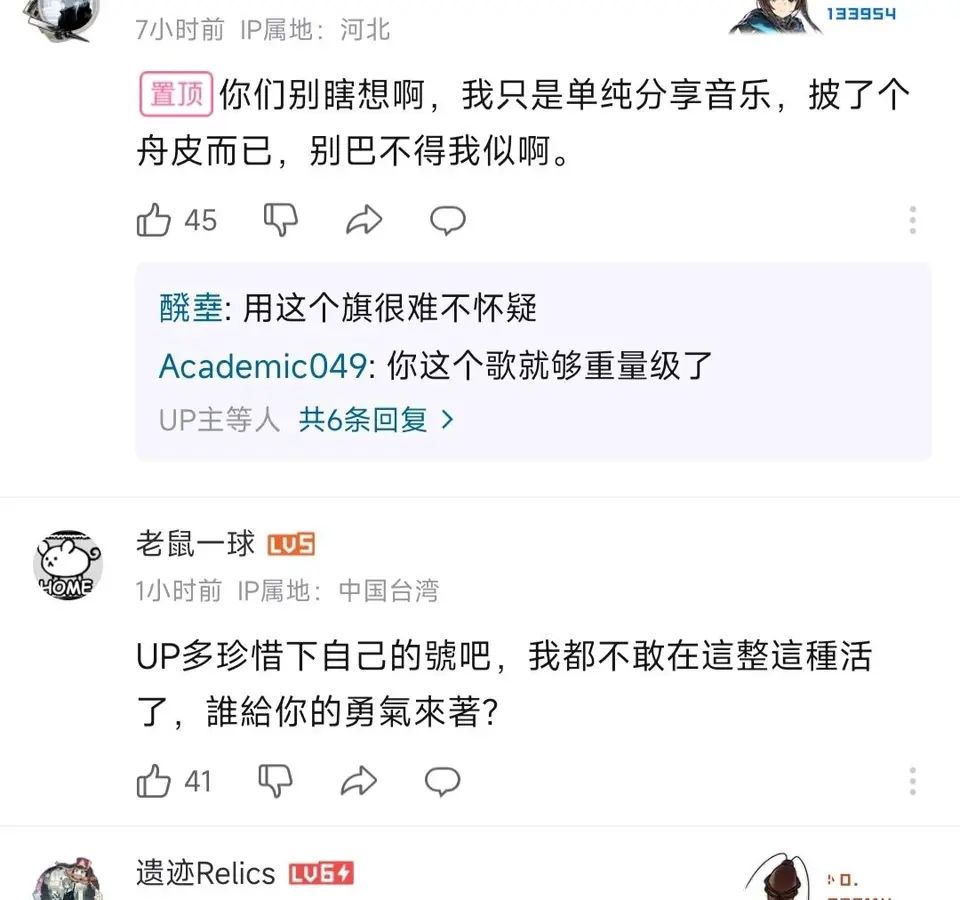 133954
7小时前 IP属地：河北
置顶 你们别瞎想啊，我只是单纯分享音乐，披了个
舟皮而已，别巴不得我似啊。
45
醗堻: 用这个旗很难不怀疑
Academic049: 你这个歌就够重量级了
UP主等人 共6条回复 >
老鼠一球 LV5
HOME
1小时前 IP属地：中国台湾
UP多珍惜下自己的號吧，我都不敢在這整這種活
了，誰給你的勇氣來著?
41
遗迹Relics LV6
NO.